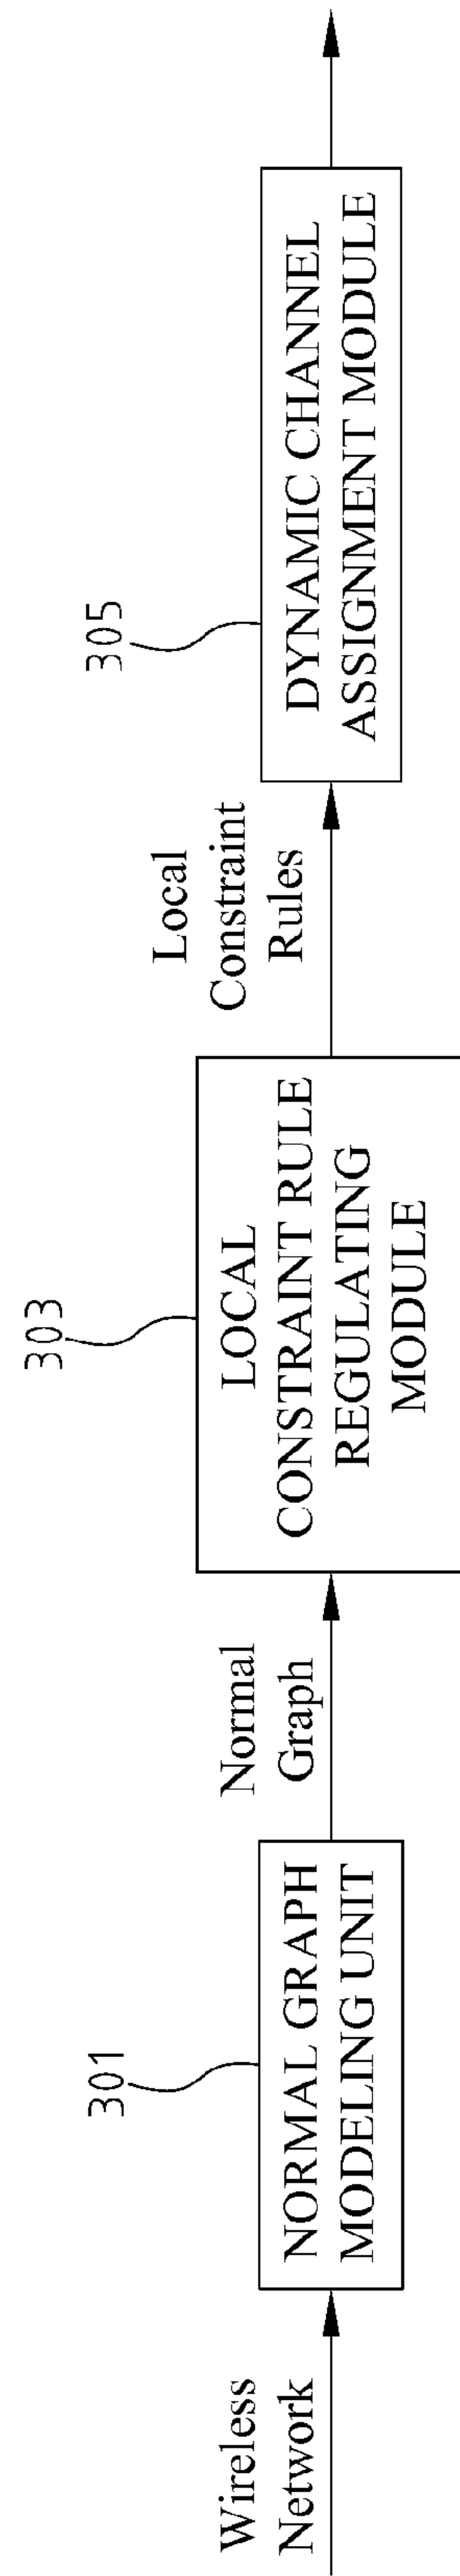 Wireless
Network
301
NORMAL GRAPH
MODELING UNIT
Normal
Graph
303
LOCAL
CONSTRAINT RULE
REGULATING
MODULE
Local
Constraint
Rules
305
DYNAMIC CHANNEL
ASSIGNMENT MODULE